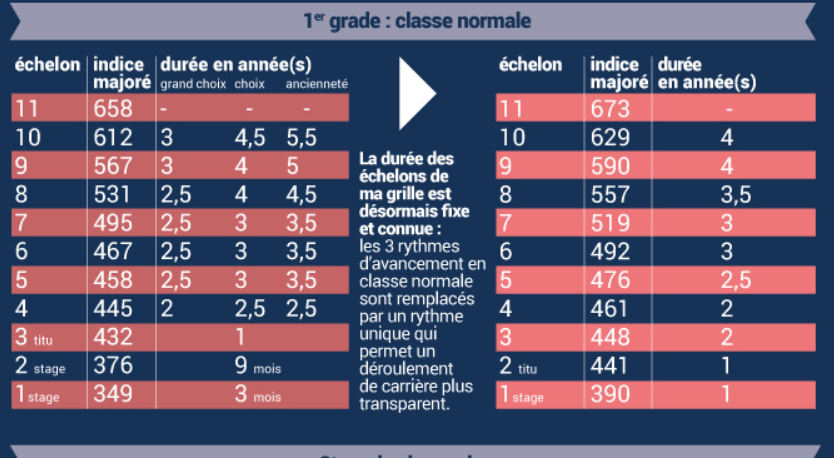 1er grade : classe normale
échelon indice majoré durée en année(s)
grand choix choix ancienneté
11 658 - - -
10 612 3 4,5 5,5
9 567 3 4 5
8 531 2,5 4 4,5
7 495 2,5 3 3,5
6 467 2,5 3 3,5
5 458 2,5 3 3,5
4 445 2 2,5 2,5
3 titu 432 1
2 stage 376 9 mois
1 stage 349 3 mois
La durée des
échelons de
ma grille est
désormais fixe
et connue :
les 3 rythmes
d'avancement en
classe normale
sont remplacés
par un rythme
unique qui
permet un
déroulement
de carrière plus
transparent.
échelon indice majoré durée en année(s)
11 673 -
10 629 4
9 590 4
8 557 3,5
7 519 3
6 492 3
5 476 2,5
4 461 2
3 448 2
2 titu 441 1
1 stage 390 1